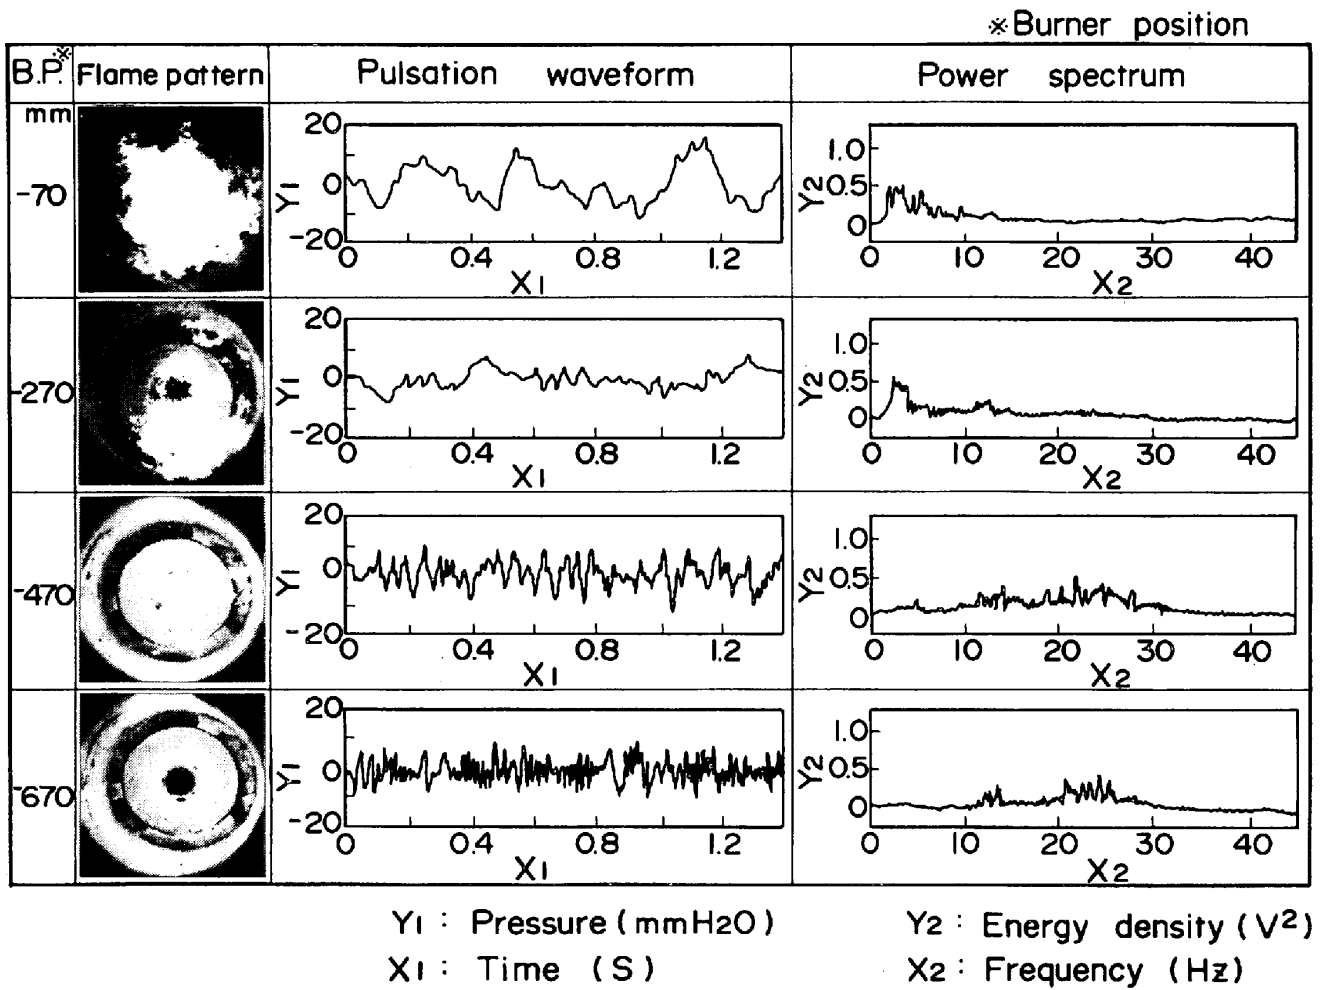 ※Burner position
B.P.※ Flame pattern Pulsation waveform Power spectrum
mm
-70
20
0
-20
Y1
0 0.4 0.8 1.2
X1
1.0
0.5
0
Y2
0 10 20 30 40
X2
-270
20
0
-20
Y1
0 0.4 0.8 1.2
X1
1.0
0.5
0
Y2
0 10 20 30 40
X2
-470
20
0
-20
Y1
0 0.4 0.8 1.2
X1
1.0
0.5
0
Y2
0 10 20 30 40
X2
-670
20
0
-20
Y1
0 0.4 0.8 1.2
X1
1.0
0.5
0
Y2
0 10 20 30 40
X2
Y1 : Pressure (mmH2O) Y2 : Energy density (V²)
X1 : Time (S) X2 : Frequency (Hz)